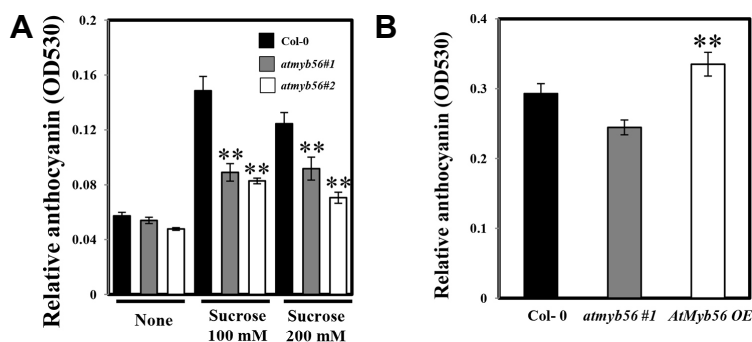 A
Relative anthocyanin (OD530)
0.2
0.16
0.12
0.08
0.04
0
Col-0
atmyb56#1
atmyb56#2
**
**
**
**
None
Sucrose
100 mM
Sucrose
200 mM
B
Relative anthocyanin (OD530)
0.4
0.3
0.2
0.1
0
**
Col- 0
atmyb56 #1
AtMyb56 OE